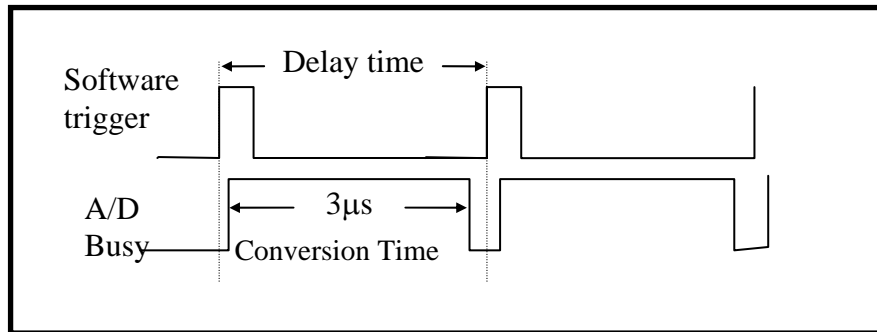 Delay time
Software
trigger
3μs
A/D
Busy
Conversion Time